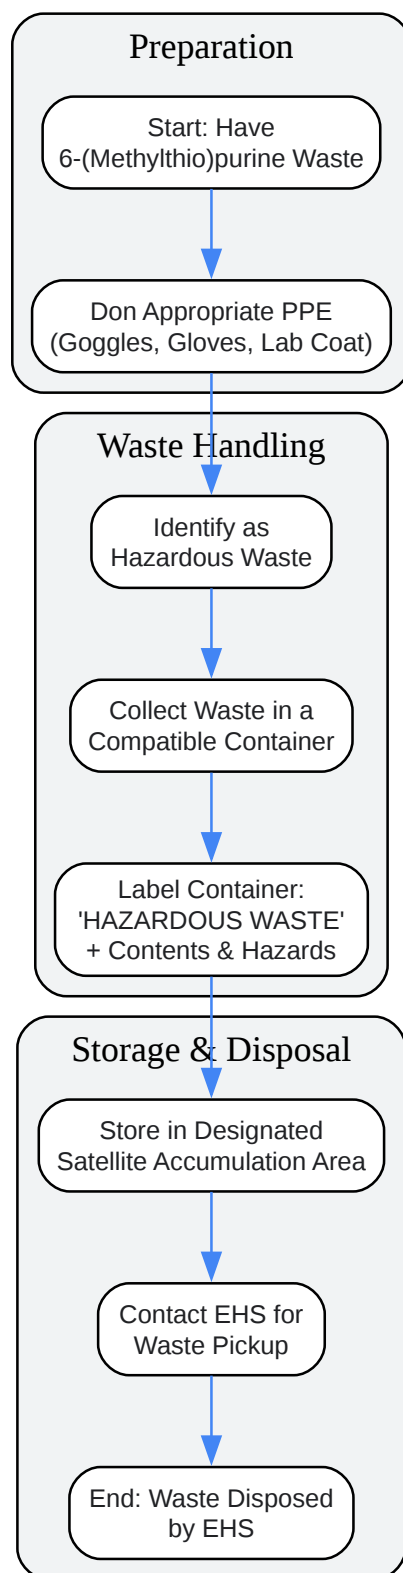 Preparation
Start: Have
6-(Methylthio)purine Waste
Don Appropriate PPE
(Goggles, Gloves, Lab Coat)
Waste Handling
Identify as
Hazardous Waste
Collect Waste in a
Compatible Container
Label Container:
'HAZARDOUS WASTE'
+ Contents & Hazards
Storage & Disposal
Store in Designated
Satellite Accumulation Area
Contact EHS for
Waste Pickup
End: Waste Disposed
by EHS